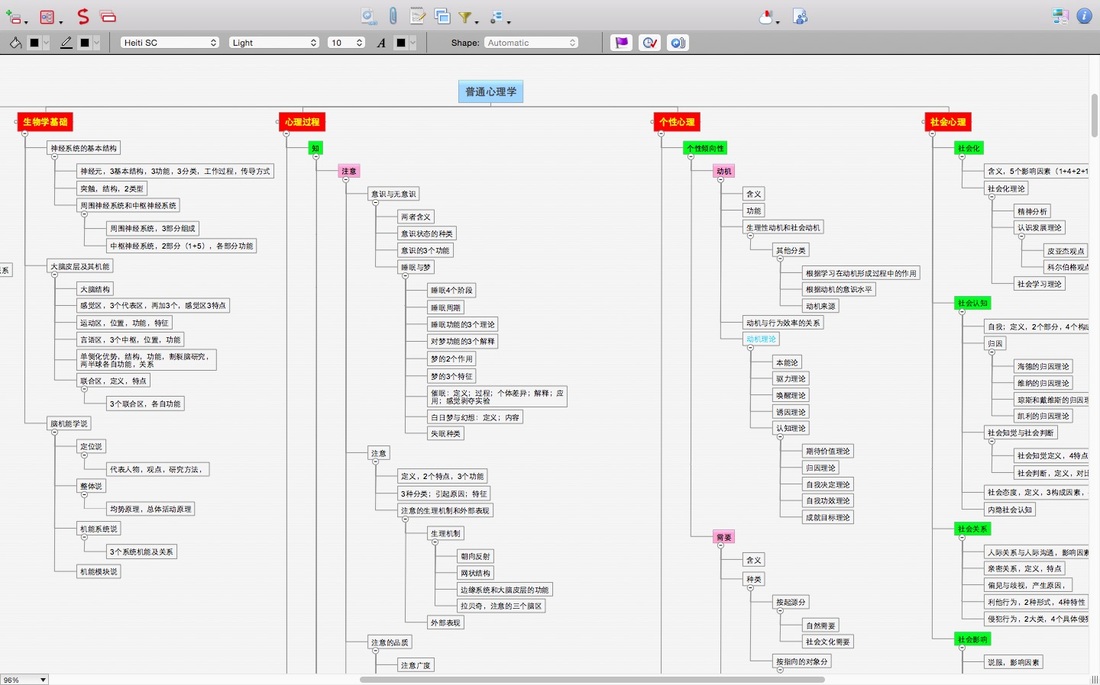 Heiti SC
Light
10
Shape:
Automatic
普通心理学
生物学基础
神经系统的基本结构
神经元，3基本结构，3功能，3分类，工作过程，传导方式
突触，结构，2类型
周围神经系统和中枢神经系统
周围神经系统，3部分组成
中枢神经系统，2部分（1+5），各部分功能
大脑皮层及其机能
大脑结构
感觉区，3个代表区，再加3个，感觉区3特点
运动区，位置，功能，特征
言语区，3个中枢，位置，功能
单侧化优势，结构，功能，割裂脑研究，
两半球各自功能，关系
联合区，定义，特点
3个联合区，各自功能
脑机能学说
定位说
代表人物，观点，研究方法，
整体说
均势原理，总体活动原理
机能系统说
3个系统机能及关系
机能模块说
系
心理过程
知
注意
意识与无意识
两者含义
意识状态的种类
意识的3个功能
睡眠与梦
睡眠4个阶段
睡眠周期
睡眠功能的3个理论
对梦功能的3个解释
梦的2个作用
梦的3个特征
催眠：定义；过程；个体差异；解释；应
用；感觉剥夺实验
白日梦与幻想：定义；内容
失眠种类
注意
定义，2个特点，3个功能
3种分类；引起原因；特征
注意的生理机制和外部表现
生理机制
朝向反射
网状结构
边缘系统和大脑皮层的功能
拉贝奇，注意的三个脑区
外部表现
注意的品质
注意广度
个性心理
个性倾向性
动机
含义
功能
生理性动机和社会动机
其他分类
根据学习在动机形成过程中的作用
根据动机的意识水平
动机来源
动机与行为效率的关系
动机理论
本能论
驱力理论
唤醒理论
诱因理论
认知理论
期待价值理论
归因理论
自我决定理论
自我功效理论
成就目标理论
需要
含义
种类
按起源分
自然需要
社会文化需要
按指向的对象分
社会心理
社会化
含义，5个影响因素（1+4+2+1
社会化理论
精神分析
认识发展理论
皮亚杰观点
科尔伯格观点
社会学习理论
社会认知
自我；定义，2个部分，4个构
归因
海德的归因理论
维纳的归因理论
琼斯和戴维斯的归因理
凯利的归因理论
社会知觉与社会判断
社会知觉定义，4特点
社会判断，定义，对比
社会态度，定义，3构成因素，
内隐社会认知
社会关系
人际关系与人际沟通，影响因素
亲密关系，定义，特点
偏见与歧视，产生原因，
利他行为，2种形式，4种特性
侵犯行为，2大类，4个具体侵犯
社会影响
说服，影响因素
96%